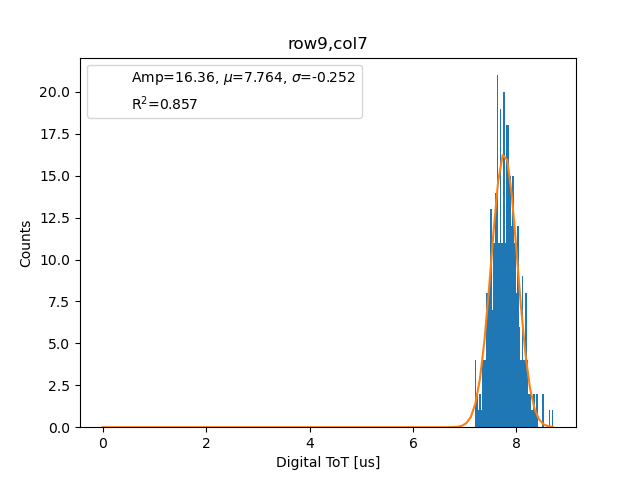 row9,col7
Amp=16.36, μ=7.764, σ=-0.252
R²=0.857
20.0
17.5
15.0
12.5
10.0
7.5
5.0
2.5
0.0
Counts
0 2 4 6 8
Digital ToT [us]